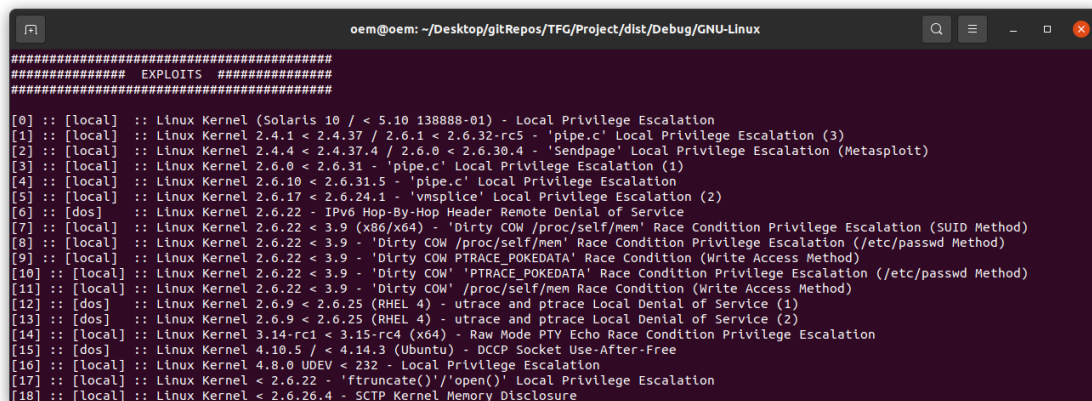 oem@oem: ~/Desktop/gitRepos/TFG/Project/dist/Debug/GNU-Linux
##########################################
############### EXPLOITS ###############
##########################################
[0] :: [local] :: Linux Kernel (Solaris 10 / < 5.10 138888-01) - Local Privilege Escalation
[1] :: [local] :: Linux Kernel 2.4.1 < 2.4.37 / 2.6.1 < 2.6.32-rc5 - 'pipe.c' Local Privilege Escalation (3)
[2] :: [local] :: Linux Kernel 2.4.4 < 2.4.37.4 / 2.6.0 < 2.6.30.4 - 'Sendpage' Local Privilege Escalation (Metasploit)
[3] :: [local] :: Linux Kernel 2.6.0 < 2.6.31 - 'pipe.c' Local Privilege Escalation (1)
[4] :: [local] :: Linux Kernel 2.6.10 < 2.6.31.5 - 'pipe.c' Local Privilege Escalation
[5] :: [local] :: Linux Kernel 2.6.17 < 2.6.24.1 - 'vmsplice' Local Privilege Escalation (2)
[6] :: [dos] :: Linux Kernel 2.6.22 - IPv6 Hop-By-Hop Header Remote Denial of Service
[7] :: [local] :: Linux Kernel 2.6.22 < 3.9 (x86/x64) - 'Dirty COW /proc/self/mem' Race Condition Privilege Escalation (SUID Method)
[8] :: [local] :: Linux Kernel 2.6.22 < 3.9 - 'Dirty COW /proc/self/mem' Race Condition Privilege Escalation (/etc/passwd Method)
[9] :: [local] :: Linux Kernel 2.6.22 < 3.9 - 'Dirty COW PTRACE_POKEDATA' Race Condition (Write Access Method)
[10] :: [local] :: Linux Kernel 2.6.22 < 3.9 - 'Dirty COW' 'PTRACE_POKEDATA' Race Condition Privilege Escalation (/etc/passwd Method)
[11] :: [local] :: Linux Kernel 2.6.22 < 3.9 - 'Dirty COW' /proc/self/mem Race Condition (Write Access Method)
[12] :: [dos] :: Linux Kernel 2.6.9 < 2.6.25 (RHEL 4) - utrace and ptrace Local Denial of Service (1)
[13] :: [dos] :: Linux Kernel 2.6.9 < 2.6.25 (RHEL 4) - utrace and ptrace Local Denial of Service (2)
[14] :: [local] :: Linux Kernel 3.14-rc1 < 3.15-rc4 (x64) - Raw Mode PTY Echo Race Condition Privilege Escalation
[15] :: [dos] :: Linux Kernel 4.10.5 / < 4.14.3 (Ubuntu) - DCCP Socket Use-After-Free
[16] :: [local] :: Linux Kernel 4.8.0 UDEV < 232 - Local Privilege Escalation
[17] :: [local] :: Linux Kernel < 2.6.22 - 'ftruncate()'/'open()' Local Privilege Escalation
[18] :: [local] :: Linux Kernel < 2.6.26.4 - SCTP Kernel Memory Disclosure